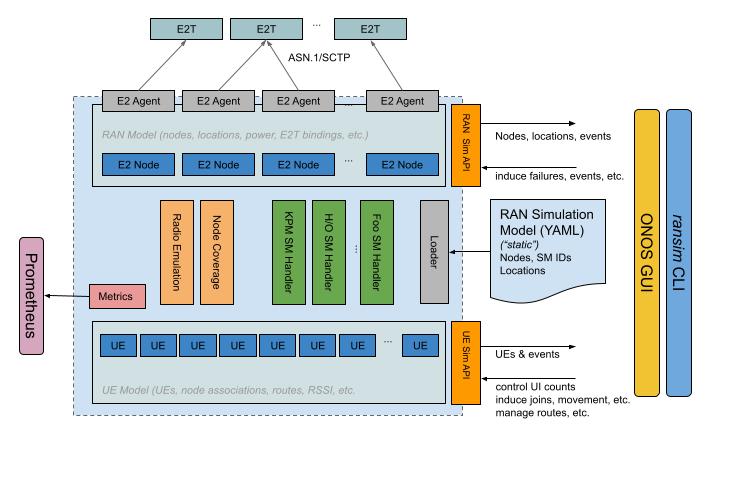 E2T
E2T
...
E2T
ASN.1/SCTP
E2 Agent
E2 Agent
E2 Agent
...
E2 Agent
RAN Model (nodes, locations, power, E2T bindings, etc.)
E2 Node
E2 Node
E2 Node
...
E2 Node
RAN Sim API
Nodes, locations, events
induce failures, events, etc.
Radio Emulation
Node Coverage
KPM SM Handler
H/O SM Handler
...
Foo SM Handler
Loader
RAN Simulation
Model (YAML)
(“static”)
Nodes, SM IDs
Locations
ONOS GUI
ransim CLI
Prometheus
Metrics
UE
UE
UE
UE
UE
UE
UE
...
UE
UE Model (UEs, node associations, routes, RSSI, etc.
UE Sim API
UEs & events
control UI counts
induce joins, movement, etc.
manage routes, etc.